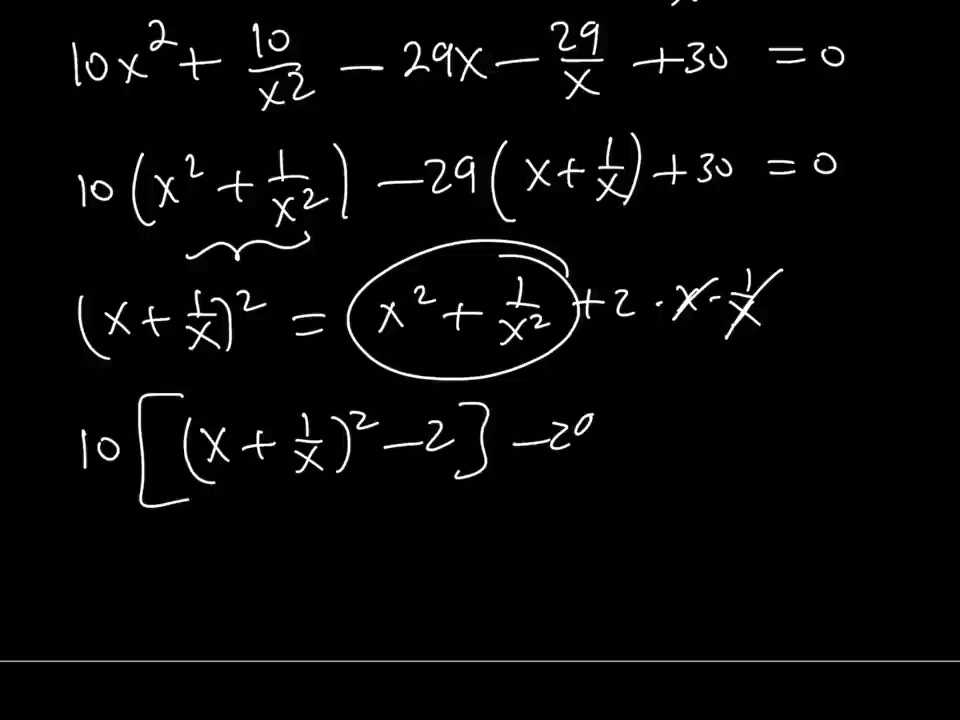 10x² + 10/x² − 29x − 29/x + 30 = 0
10(x² + 1/x²) − 29(x + 1/x) + 30 = 0
(x + 1/x)² = x² + 1/x² + 2 · x · 1/x
10[(x + 1/x)² − 2] − 20